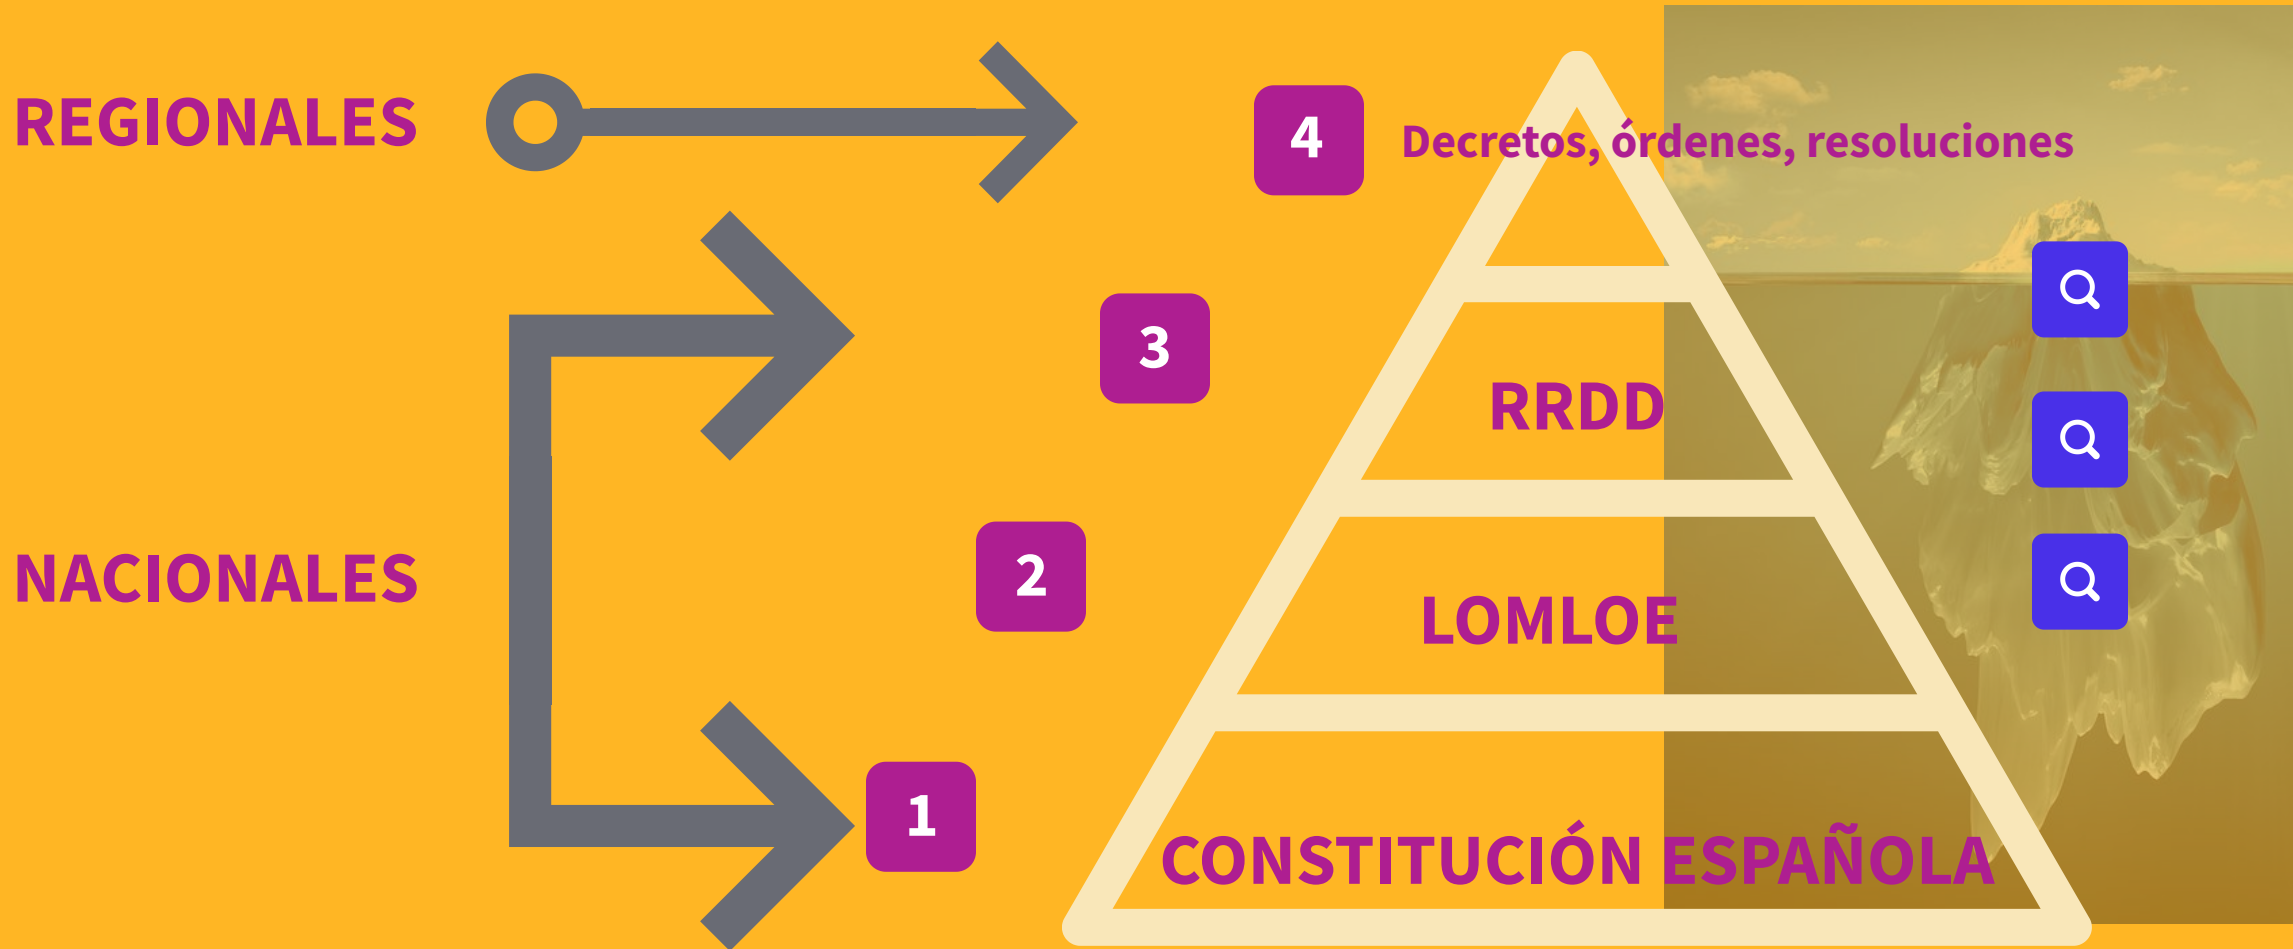 REGIONALES
4
Decretos, órdenes, resoluciones
3
RRDD
2
LOMLOE
NACIONALES
1
CONSTITUCIÓN ESPAÑOLA